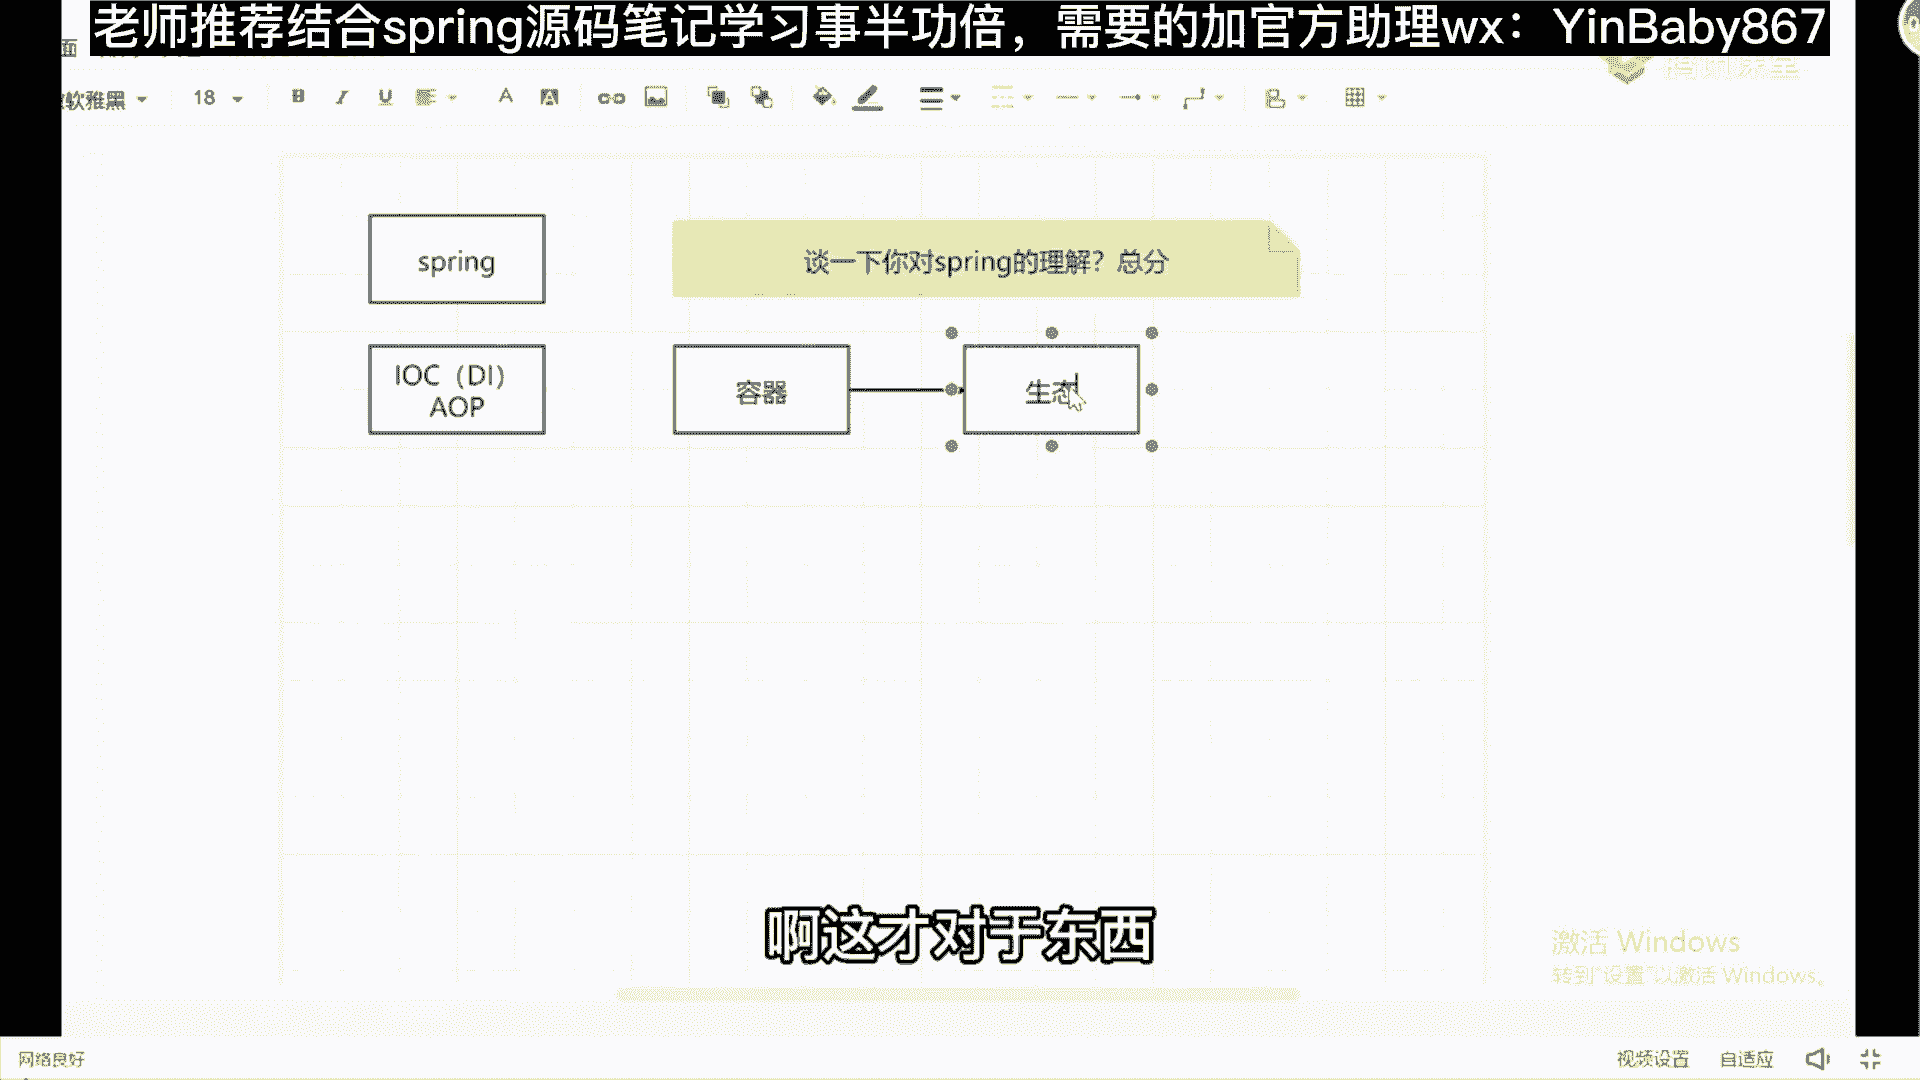 老师推荐结合spring源码笔记学习事半功倍，需要的加官方助理wx：YinBaby867
面
腾讯课堂
软雅黑
18
spring
谈一下你对spring的理解？总分
IOC（DI）
AOP
容器
生态
啊这才对于东西
激活 Windows
转到"设置"以激活 Windows。
网络良好
视频设置
自适应